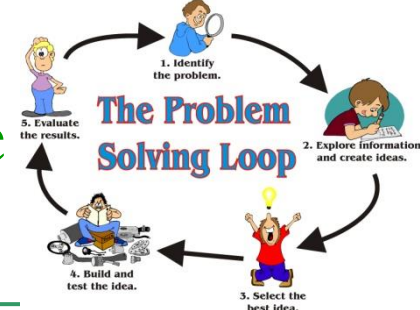 1. Identify
the problem.
2. Explore information
and create ideas.
3. Select the
best idea.
4. Build and
test the idea.
5. Evaluate
the results.
The Problem
Solving Loop